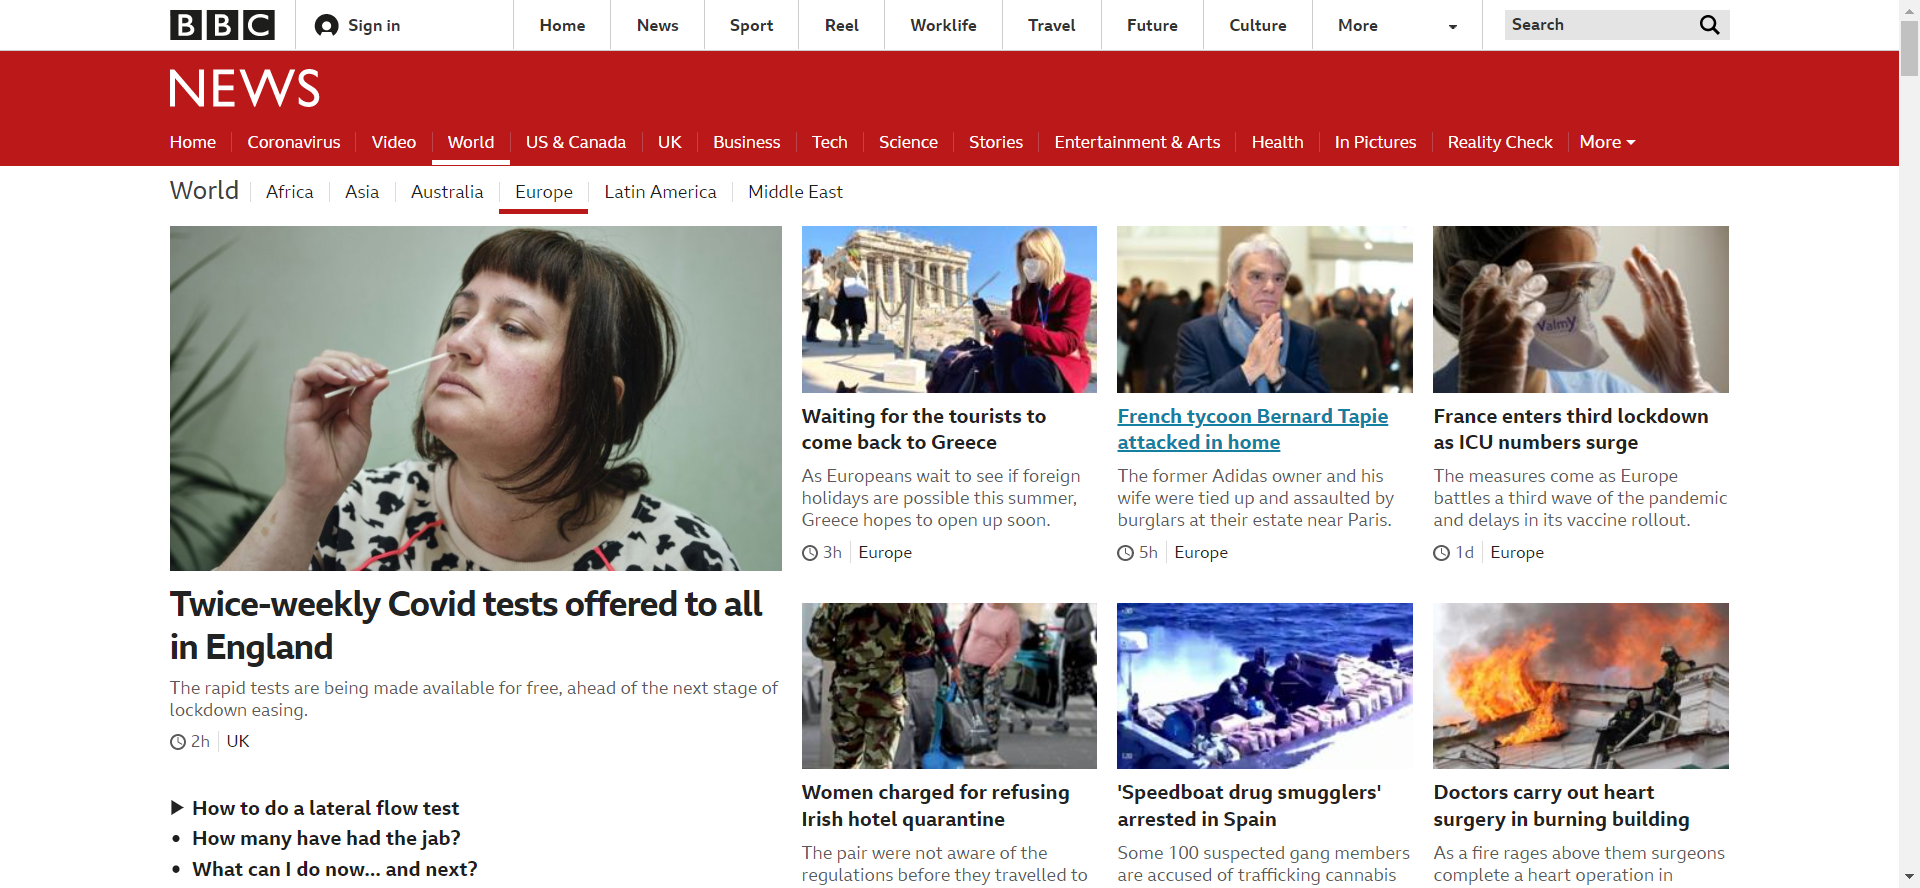 BBC
Sign in
Home
News
Sport
Reel
Worklife
Travel
Future
Culture
More
Search
NEWS
Home
Coronavirus
Video
World
US & Canada
UK
Business
Tech
Science
Stories
Entertainment & Arts
Health
In Pictures
Reality Check
More
World
Africa
Asia
Australia
Europe
Latin America
Middle East
Twice-weekly Covid tests offered to all
in England
The rapid tests are being made available for free, ahead of the next stage of
lockdown easing.
2h
UK
How to do a lateral flow test
• How many have had the jab?
• What can I do now... and next?
Waiting for the tourists to
come back to Greece
As Europeans wait to see if foreign
holidays are possible this summer,
Greece hopes to open up soon.
3h
Europe
French tycoon Bernard Tapie
attacked in home
The former Adidas owner and his
wife were tied up and assaulted by
burglars at their estate near Paris.
5h
Europe
Valmy
France enters third lockdown
as ICU numbers surge
The measures come as Europe
battles a third wave of the pandemic
and delays in its vaccine rollout.
1d
Europe
Women charged for refusing
Irish hotel quarantine
The pair were not aware of the
regulations before they travelled to
'Speedboat drug smugglers'
arrested in Spain
Some 100 suspected gang members
are accused of trafficking cannabis
Doctors carry out heart
surgery in burning building
As a fire rages above them surgeons
complete a heart operation in